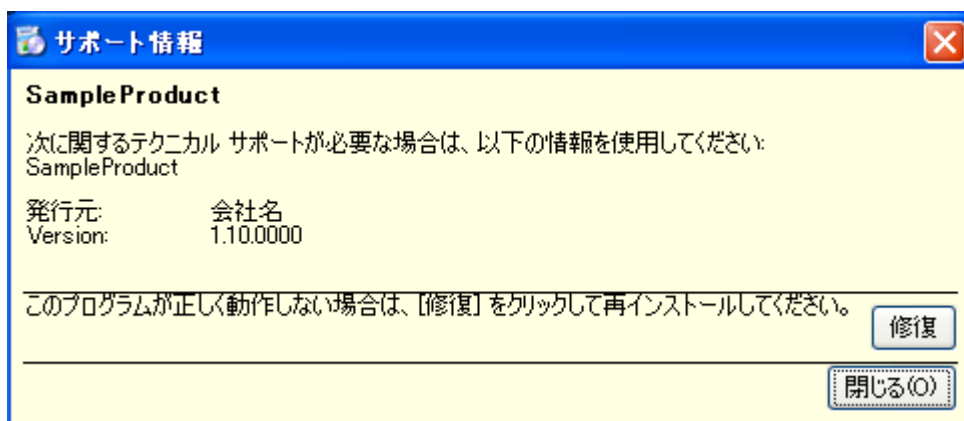 サポート情報
SampleProduct
次に関するテクニカル サポートが必要な場合は、以下の情報を使用してください:
SampleProduct
発行元: 会社名
Version: 1.10.0000
このプログラムが正しく動作しない場合は、[修復] をクリックして再インストールしてください。
修復
閉じる(O)